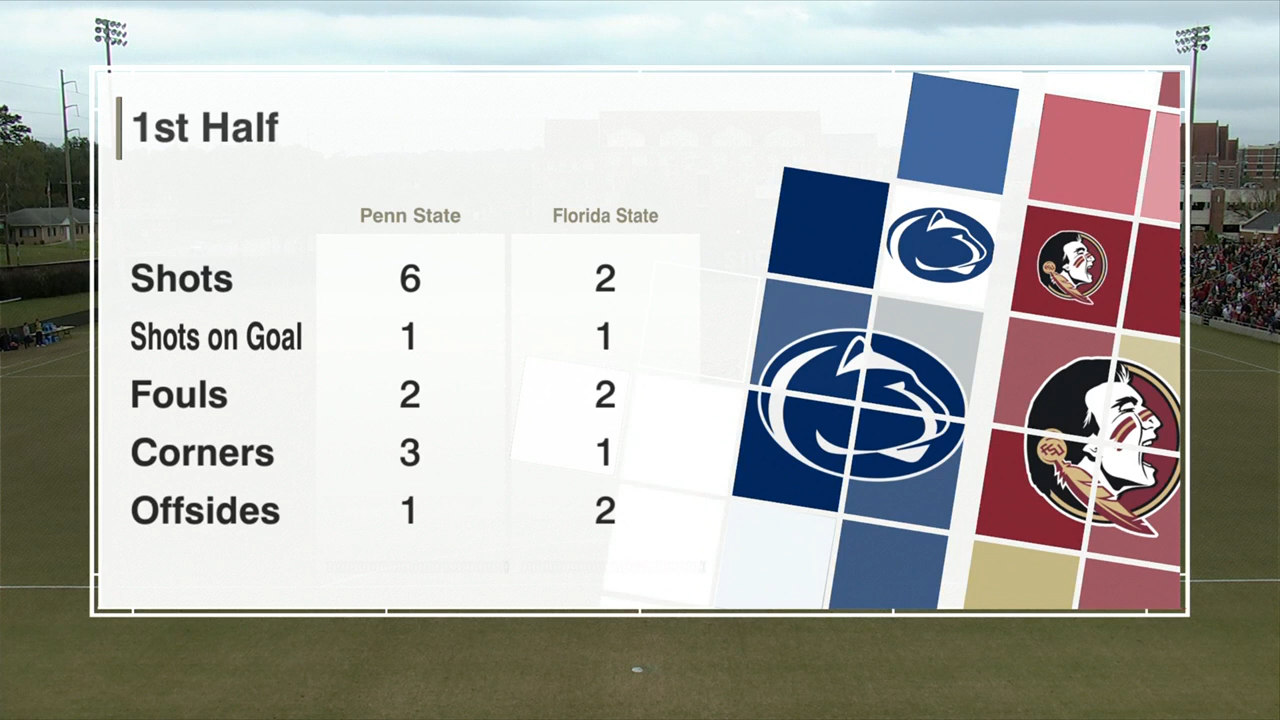 1st Half
Penn State Florida State
Shots 6 2
Shots on Goal 1 1
Fouls 2 2
Corners 3 1
Offsides 1 2
FSU